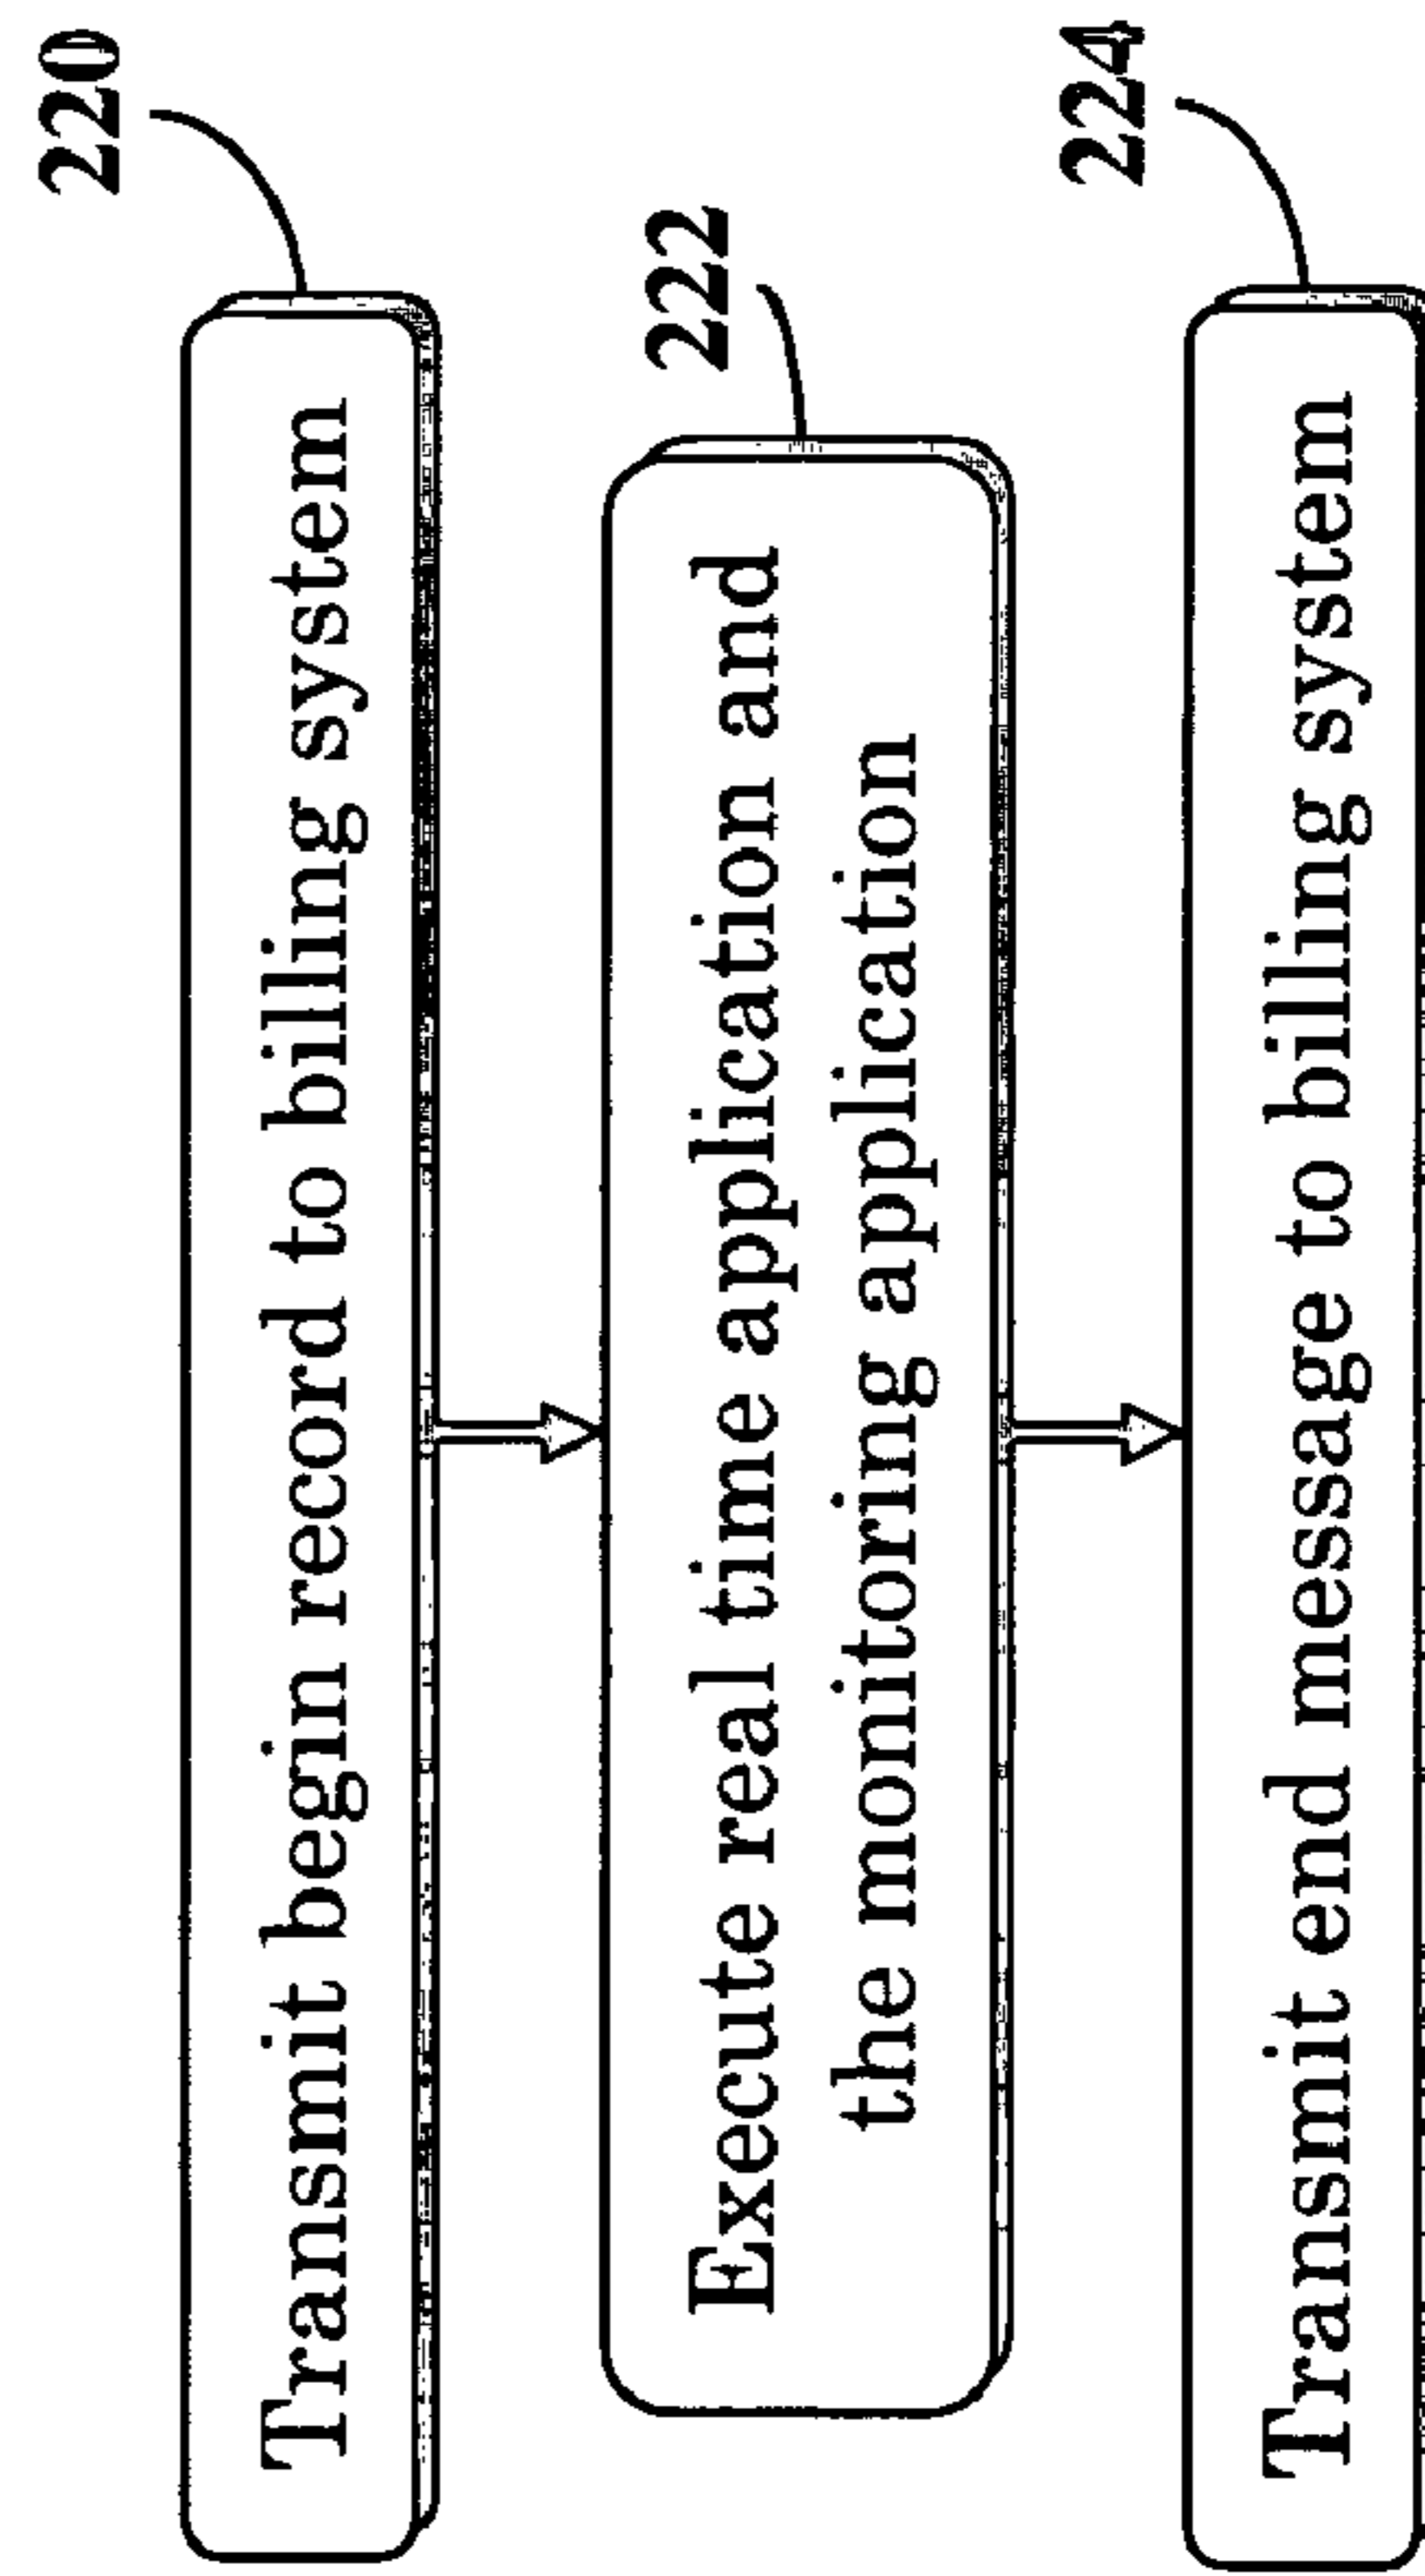 220
Transmit begin record to billing system
222
Execute real time application and
the monitoring application
224
Transmit end message to billing system